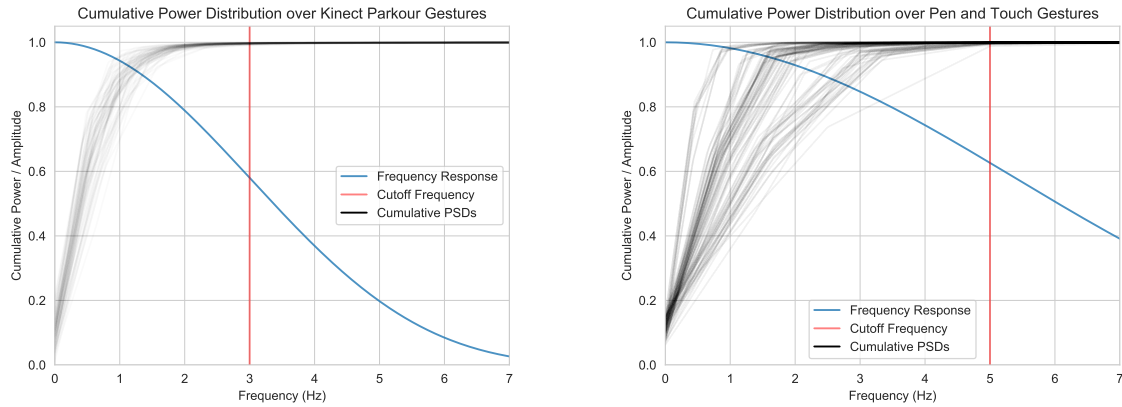 Cumulative Power Distribution over Kinect Parkour Gestures
1.0
0.8
0.6
0.4
0.2
0.0
Cumulative Power / Amplitude
Frequency Response
Cutoff Frequency
Cumulative PSDs
0 1 2 3 4 5 6 7
Frequency (Hz)
Cumulative Power Distribution over Pen and Touch Gestures
1.0
0.8
0.6
0.4
0.2
0.0
Cumulative Power / Amplitude
Frequency Response
Cutoff Frequency
Cumulative PSDs
0 1 2 3 4 5 6 7
Frequency (Hz)